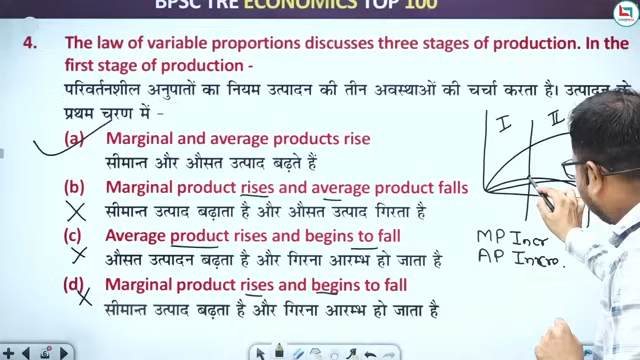 BPSC TRE ECONOMICS TOP 100
4. The law of variable proportions discusses three stages of production. In the
first stage of production -
परिवर्तनशील अनुपातों का नियम उत्पादन की तीन अवस्थाओं की चर्चा करता है। उत्पादन के
प्रथम चरण में -
(a) Marginal and average products rise
सीमान्त और औसत उत्पाद बढ़ते हैं
(b) Marginal product rises and average product falls
सीमान्त उत्पाद बढ़ाता है और औसत उत्पाद गिरता है
(c) Average product rises and begins to fall
औसत उत्पादन बढ़ता है और गिरना आरम्भ हो जाता है
(d) Marginal product rises and begins to fall
सीमान्त उत्पाद बढ़ता है और गिरना आरम्भ हो जाता है
I II
MP Incr
AP Incre.